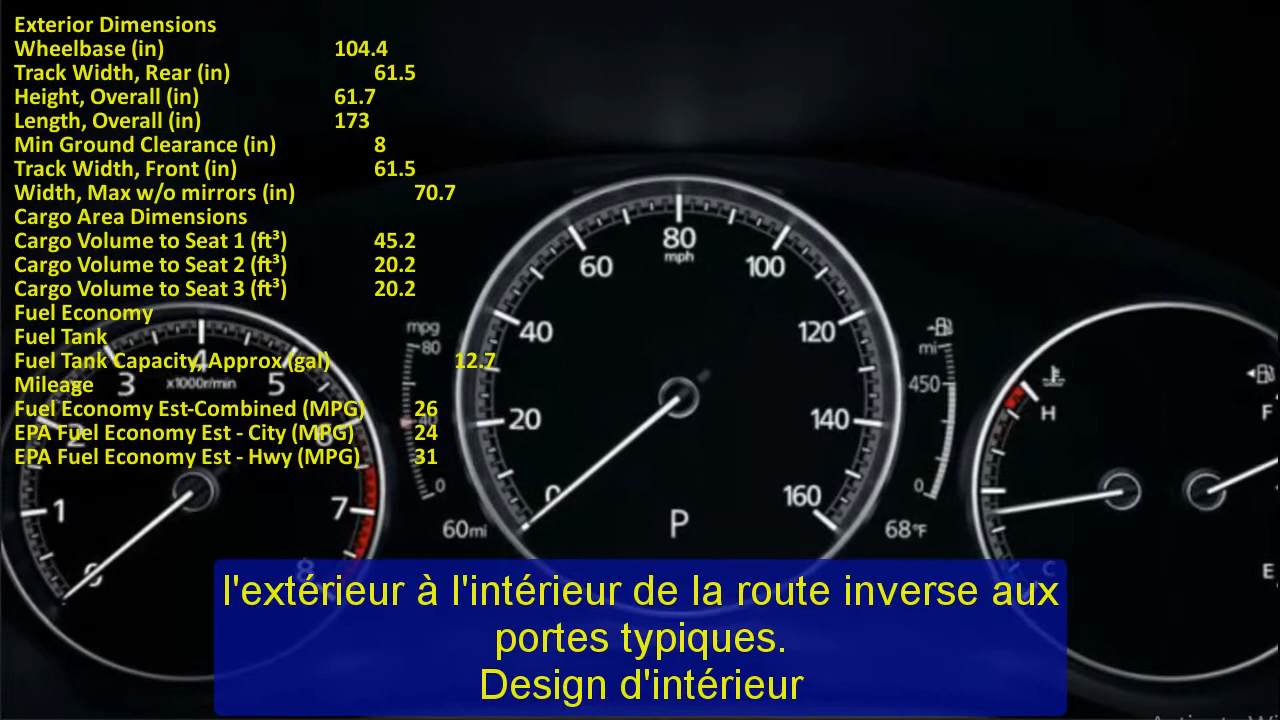 Exterior Dimensions
Wheelbase (in) 104.4
Track Width, Rear (in) 61.5
Height, Overall (in) 61.7
Length, Overall (in) 173
Min Ground Clearance (in) 8
Track Width, Front (in) 61.5
Width, Max w/o mirrors (in) 70.7
Cargo Area Dimensions
Cargo Volume to Seat 1 (ft³) 45.2
Cargo Volume to Seat 2 (ft³) 20.2
Cargo Volume to Seat 3 (ft³) 20.2
Fuel Economy
Fuel Tank
Fuel Tank Capacity, Approx (gal) 12.7
Mileage
Fuel Economy Est-Combined (MPG) 26
EPA Fuel Economy Est - City (MPG) 24
EPA Fuel Economy Est - Hwy (MPG) 31
0 1 2 3 4 5 6 7 8
x1000r/min
mpg
80
40
0
60mi
0 20 40 60 80 100 120 140 160
mph
P
mi
450
0
68°F
H
C
F
E
l'extérieur à l'intérieur de la route inverse aux
portes typiques.
Design d'intérieur